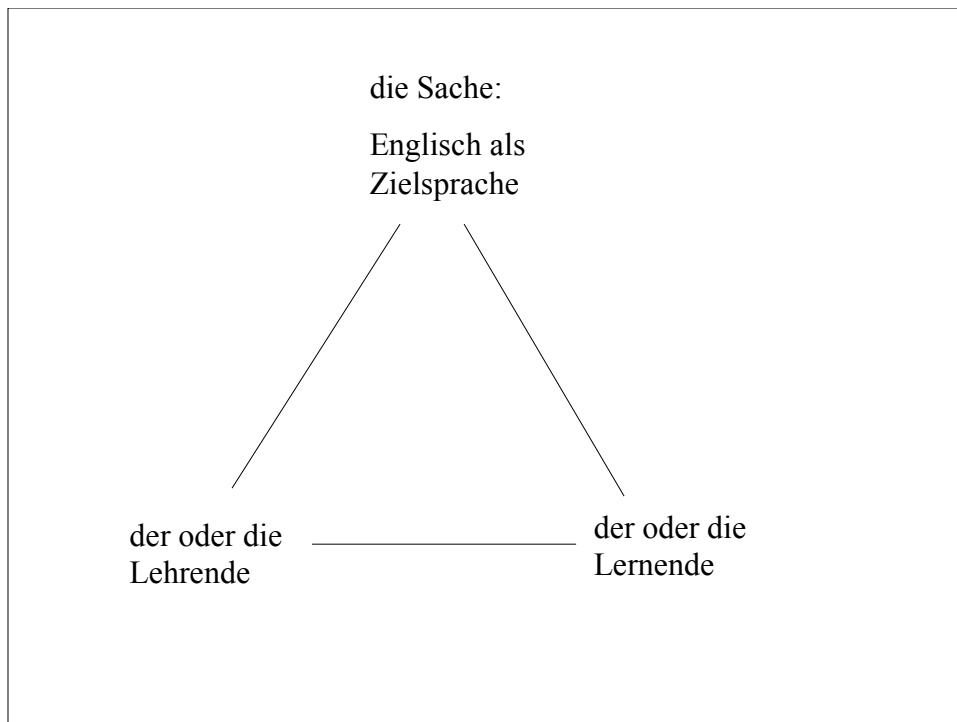 die Sache:
Englisch als
Zielsprache
der oder die
Lehrende
der oder die
Lernende